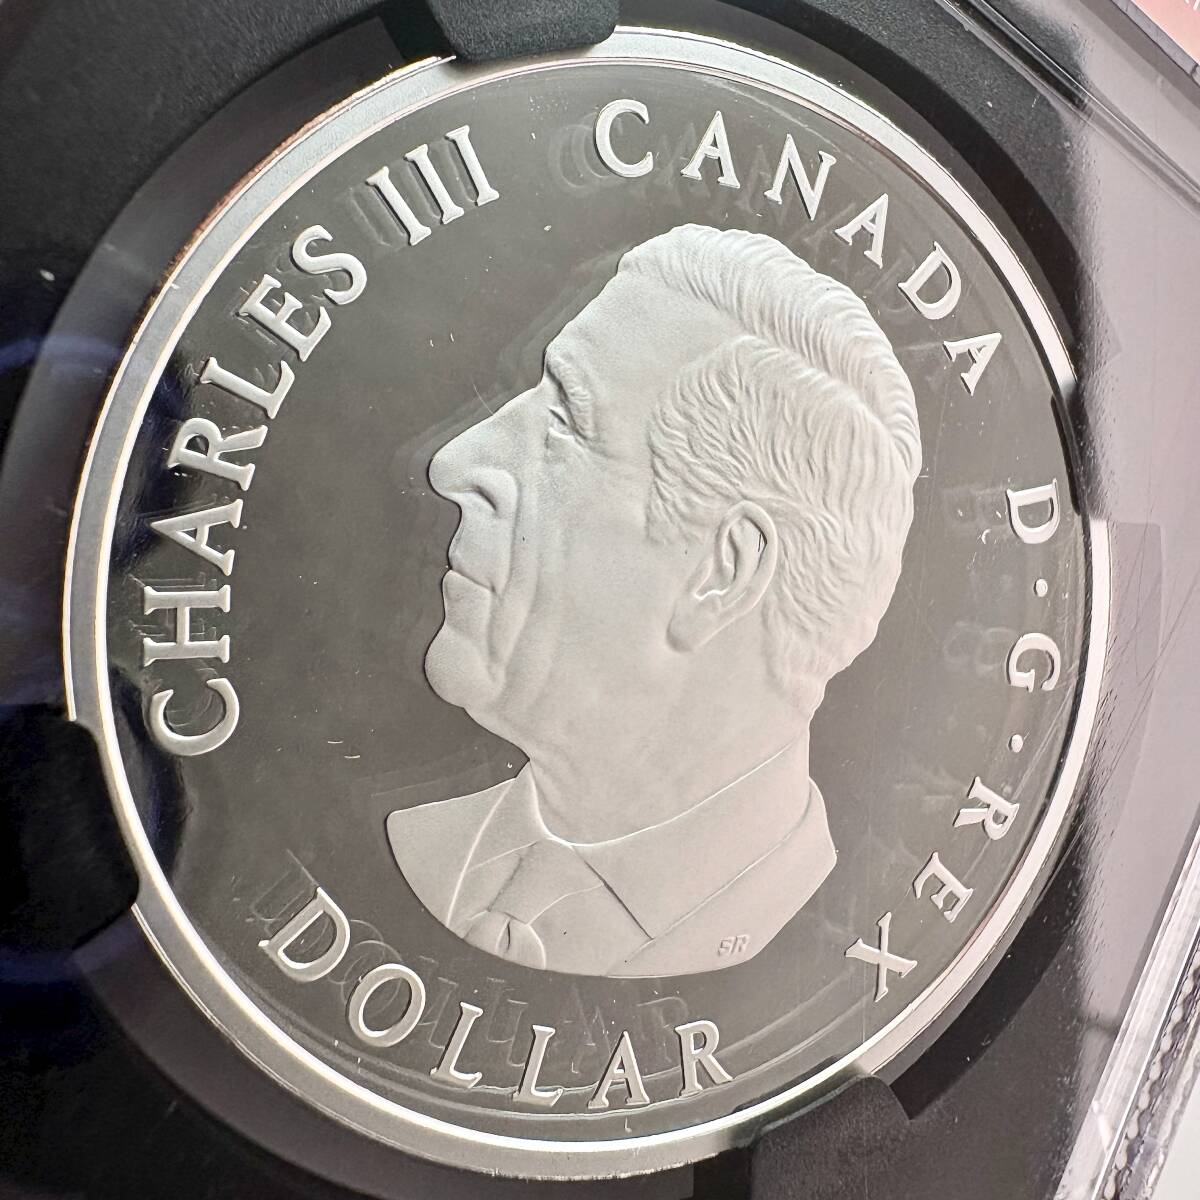 CHARLES III CANADA D·G·REX
DOLLAR
SR